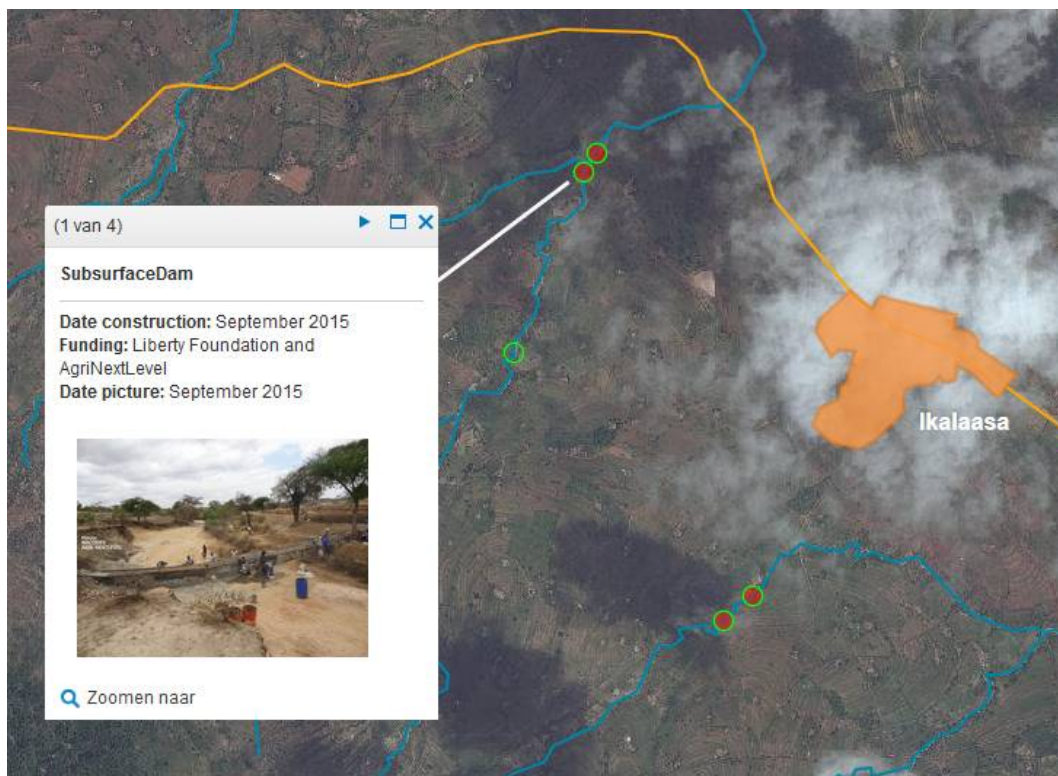 (1 van 4)
SubsurfaceDam
Date construction: September 2015
Funding: Liberty Foundation and
AgriNextLevel
Date picture: September 2015
Zoomen naar
Ikalaasa